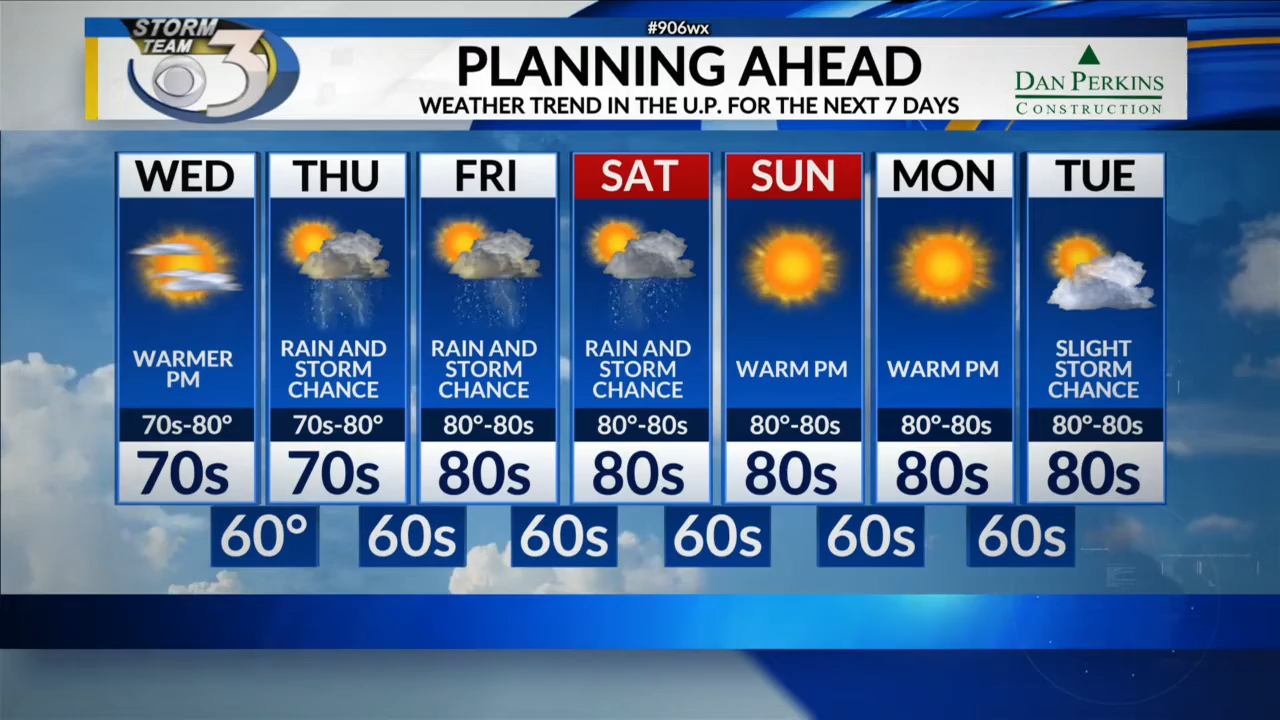 #906wx
STORM
TEAM
3
PLANNING AHEAD
WEATHER TREND IN THE U.P. FOR THE NEXT 7 DAYS
DAN PERKINS
CONSTRUCTION
WED
WARMER
PM
70s-80°
70s
THU
RAIN AND
STORM
CHANCE
70s-80°
70s
FRI
RAIN AND
STORM
CHANCE
80°-80s
80s
SAT
RAIN AND
STORM
CHANCE
80°-80s
80s
SUN
WARM PM
80°-80s
80s
MON
WARM PM
80°-80s
80s
TUE
SLIGHT
STORM
CHANCE
80°-80s
80s
60°
60s
60s
60s
60s
60s